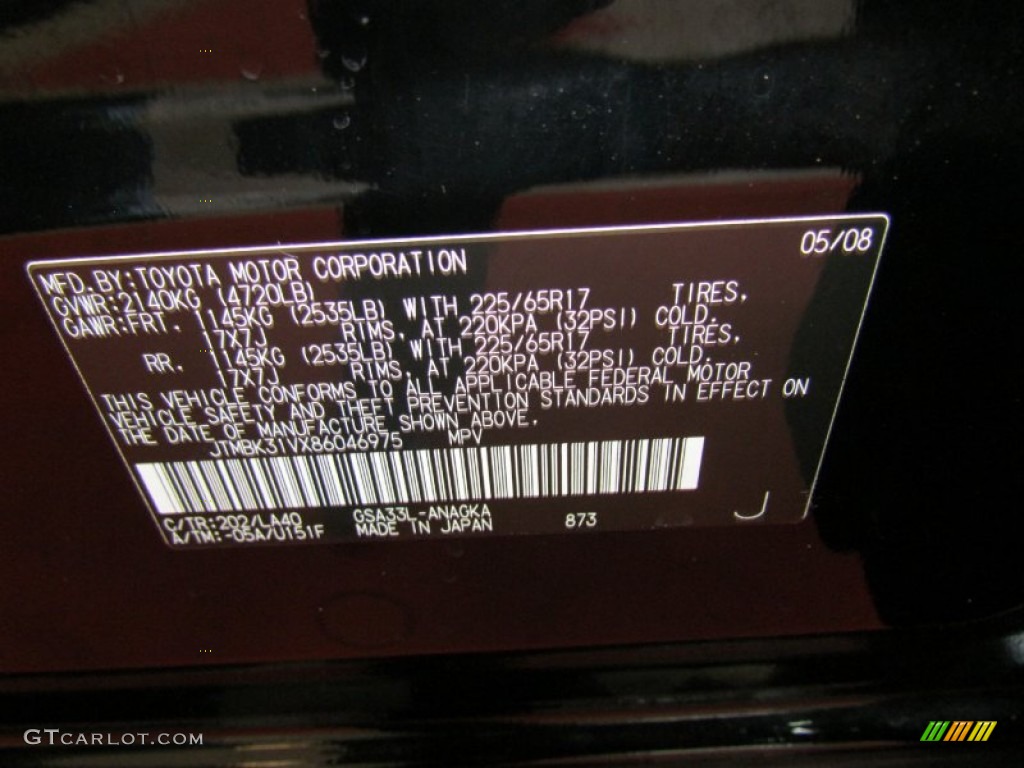 05/08
MFD.BY:TOYOTA MOTOR CORPORATION
GVWR:2140KG (4720LB)
GAWR:FRT. 1145KG (2535LB) WITH 225/65R17 TIRES,
17X7J RIMS, AT 220KPA (32PSI) COLD.
RR. 1145KG (2535LB) WITH 225/65R17 TIRES,
17X7J RIMS, AT 220KPA (32PSI) COLD.
THIS VEHICLE CONFORMS TO ALL APPLICABLE FEDERAL MOTOR
VEHICLE SAFETY AND THEFT PREVENTION STANDARDS IN EFFECT ON
THE DATE OF MANUFACTURE SHOWN ABOVE.
JTMBK31VX86046975 MPV
C/TR:202/LA40 GSA33L-ANAGKA
A/TM:-05A/U151F MADE IN JAPAN 873
J
GTCARLOT.COM